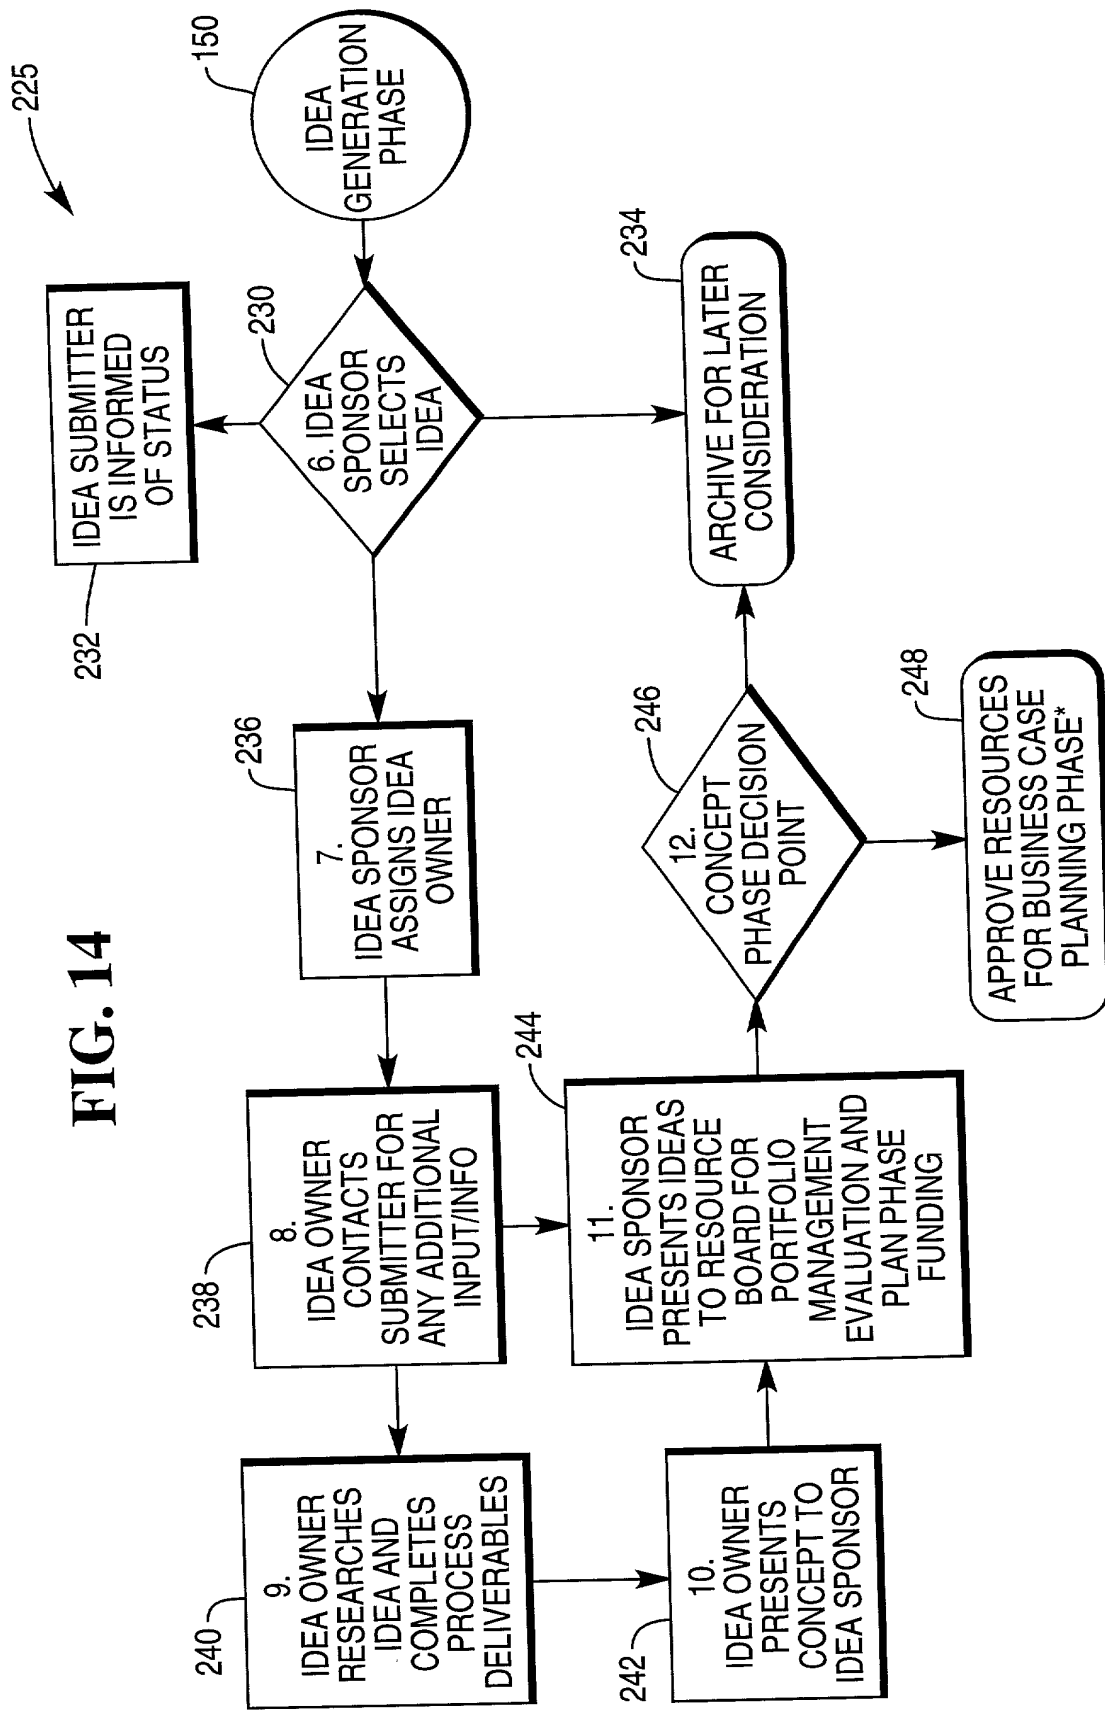 FIG. 14
225
150
IDEA
GENERATION
PHASE
230
6. IDEA
SPONSOR
SELECTS
IDEA
232
IDEA SUBMITTER
IS INFORMED
OF STATUS
234
ARCHIVE FOR LATER
CONSIDERATION
236
7.
IDEA SPONSOR
ASSIGNS IDEA
OWNER
238
8.
IDEA OWNER
CONTACTS
SUBMITTER FOR
ANY ADDITIONAL
INPUT/INFO
240
9.
IDEA OWNER
RESEARCHES
IDEA AND
COMPLETES
PROCESS
DELIVERABLES
242
10.
IDEA OWNER
PRESENTS
CONCEPT TO
IDEA SPONSOR
244
11.
IDEA SPONSOR
PRESENTS IDEAS
TO RESOURCE
BOARD FOR
PORTFOLIO
MANAGEMENT
EVALUATION AND
PLAN PHASE
FUNDING
246
12.
CONCEPT
PHASE DECISION
POINT
248
APPROVE RESOURCES
FOR BUSINESS CASE
PLANNING PHASE*